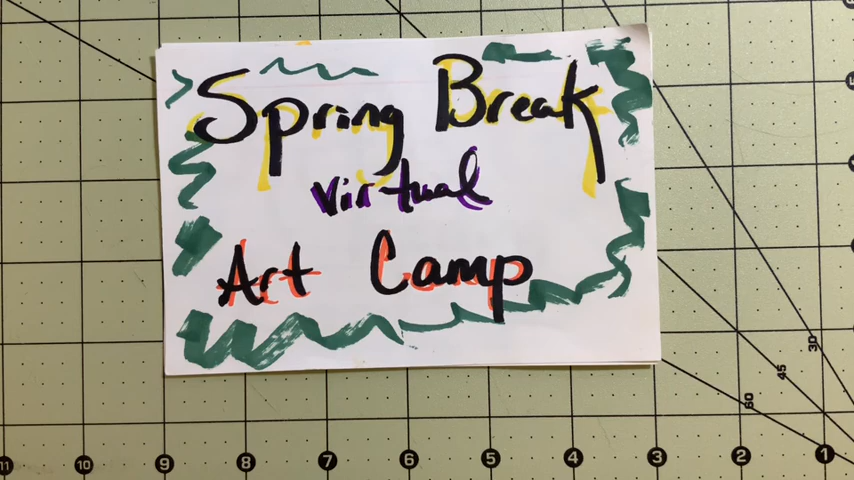 Spring Break
virtual
Art Camp
30
45
60
11 10 9 8 7 6 5 4 3 2 1